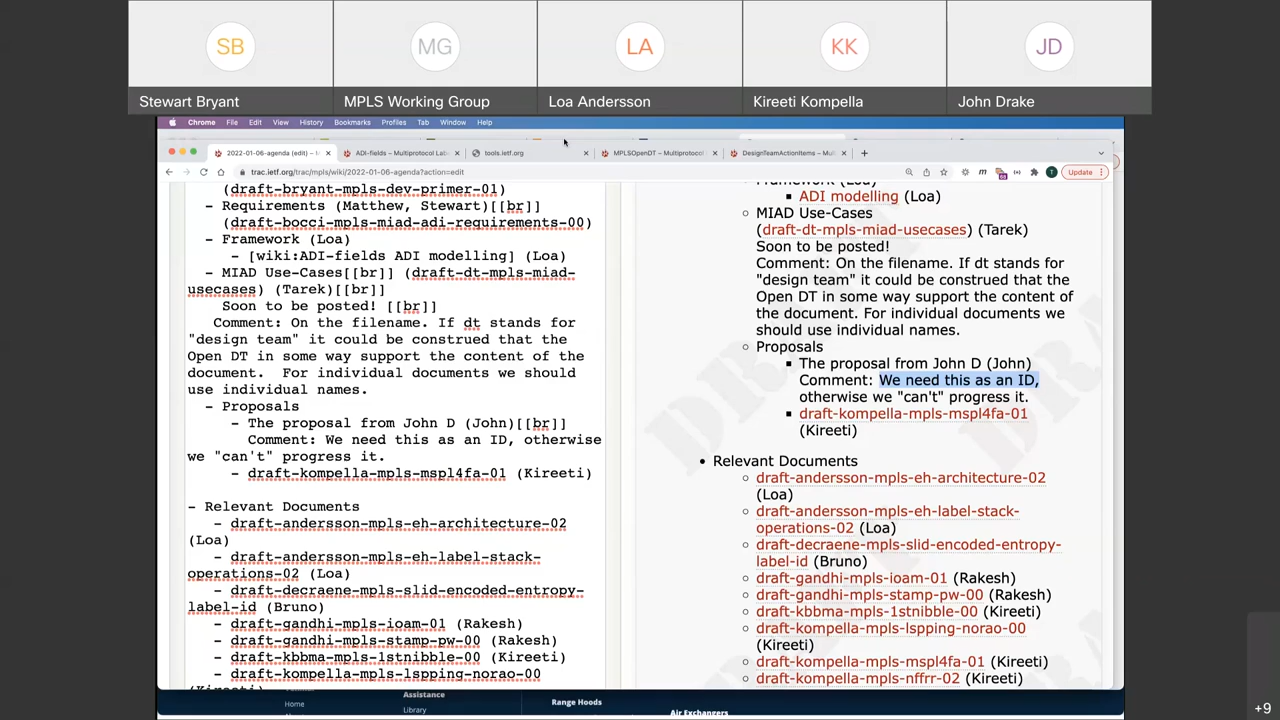 SB
MG
LA
KK
JD
Stewart Bryant
MPLS Working Group
Loa Andersson
Kireeti Kompella
John Drake
Chrome File Edit View History Bookmarks Profiles Tab Window Help
2022-01-06-agenda (edit) – M
ADI-fields – Multiprotocol Lab
tools.ietf.org
MPLSOpenDT – Multiprotocol
DesignTeamActionItems – Mu
trac.ietf.org/trac/mpls/wiki/2022-01-06-agenda?action=edit
Update
(draft-bryant-mpls-dev-primer-01)
- Requirements (Matthew, Stewart)[[br]]
(draft-bocci-mpls-miad-adi-requirements-00)
- Framework (Loa)
- [wiki:ADI-fields ADI modelling] (Loa)
- MIAD Use-Cases[[br]] (draft-dt-mpls-miad-
usecases) (Tarek)[[br]]
Soon to be posted! [[br]]
Comment: On the filename. If dt stands for
"design team" it could be construed that the
Open DT in some way support the content of the
document.  For individual documents we should
use individual names.
- Proposals
- The proposal from John D (John)[[br]]
Comment: We need this as an ID, otherwise
we "can't" progress it.
- draft-kompella-mpls-mspl4fa-01 (Kireeti)
- Relevant Documents
- draft-andersson-mpls-eh-architecture-02
(Loa)
- draft-andersson-mpls-eh-label-stack-
operations-02 (Loa)
- draft-decraene-mpls-slid-encoded-entropy-
label-id (Bruno)
- draft-gandhi-mpls-ioam-01 (Rakesh)
- draft-gandhi-mpls-stamp-pw-00 (Rakesh)
- draft-kbbma-mpls-1stnibble-00 (Kireeti)
- draft-kompella-mpls-lspping-norao-00
(Kireeti)
Framework (Loa)
ADI modelling (Loa)
MIAD Use-Cases
(draft-dt-mpls-miad-usecases) (Tarek)
Soon to be posted!
Comment: On the filename. If dt stands for
"design team" it could be construed that the
Open DT in some way support the content of
the document. For individual documents we
should use individual names.
Proposals
The proposal from John D (John)
Comment: We need this as an ID,
otherwise we "can't" progress it.
draft-kompella-mpls-mspl4fa-01
(Kireeti)
Relevant Documents
draft-andersson-mpls-eh-architecture-02
(Loa)
draft-andersson-mpls-eh-label-stack-
operations-02 (Loa)
draft-decraene-mpls-slid-encoded-entropy-
label-id (Bruno)
draft-gandhi-mpls-ioam-01 (Rakesh)
draft-gandhi-mpls-stamp-pw-00 (Rakesh)
draft-kbbma-mpls-1stnibble-00 (Kireeti)
draft-kompella-mpls-lspping-norao-00
(Kireeti)
draft-kompella-mpls-mspl4fa-01 (Kireeti)
draft-kompella-mpls-nffrr-02 (Kireeti)
Home
Assistance
Library
Range Hoods
Air Exchangers
+9